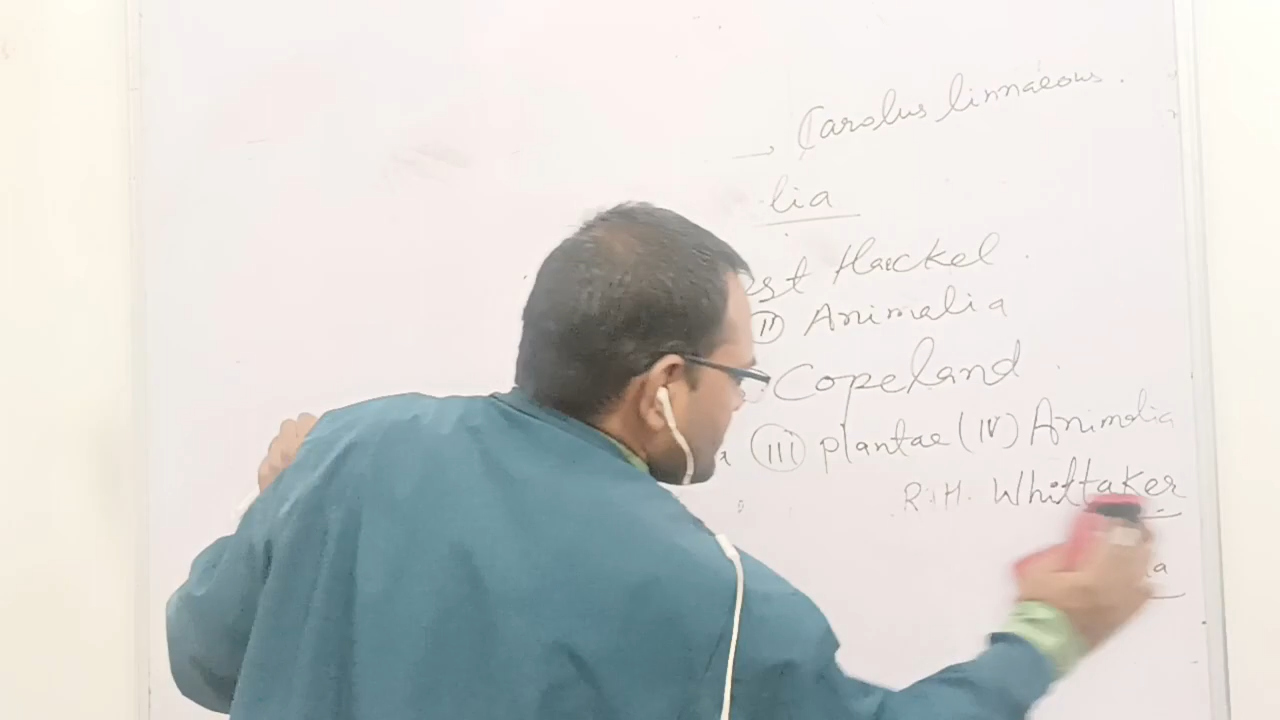 → Carolus linnaeous.
lia
st Haeckel.
(II) Animalia
Copeland.
(III) plantae (IV) Animalia
R.H. Whittaker
a